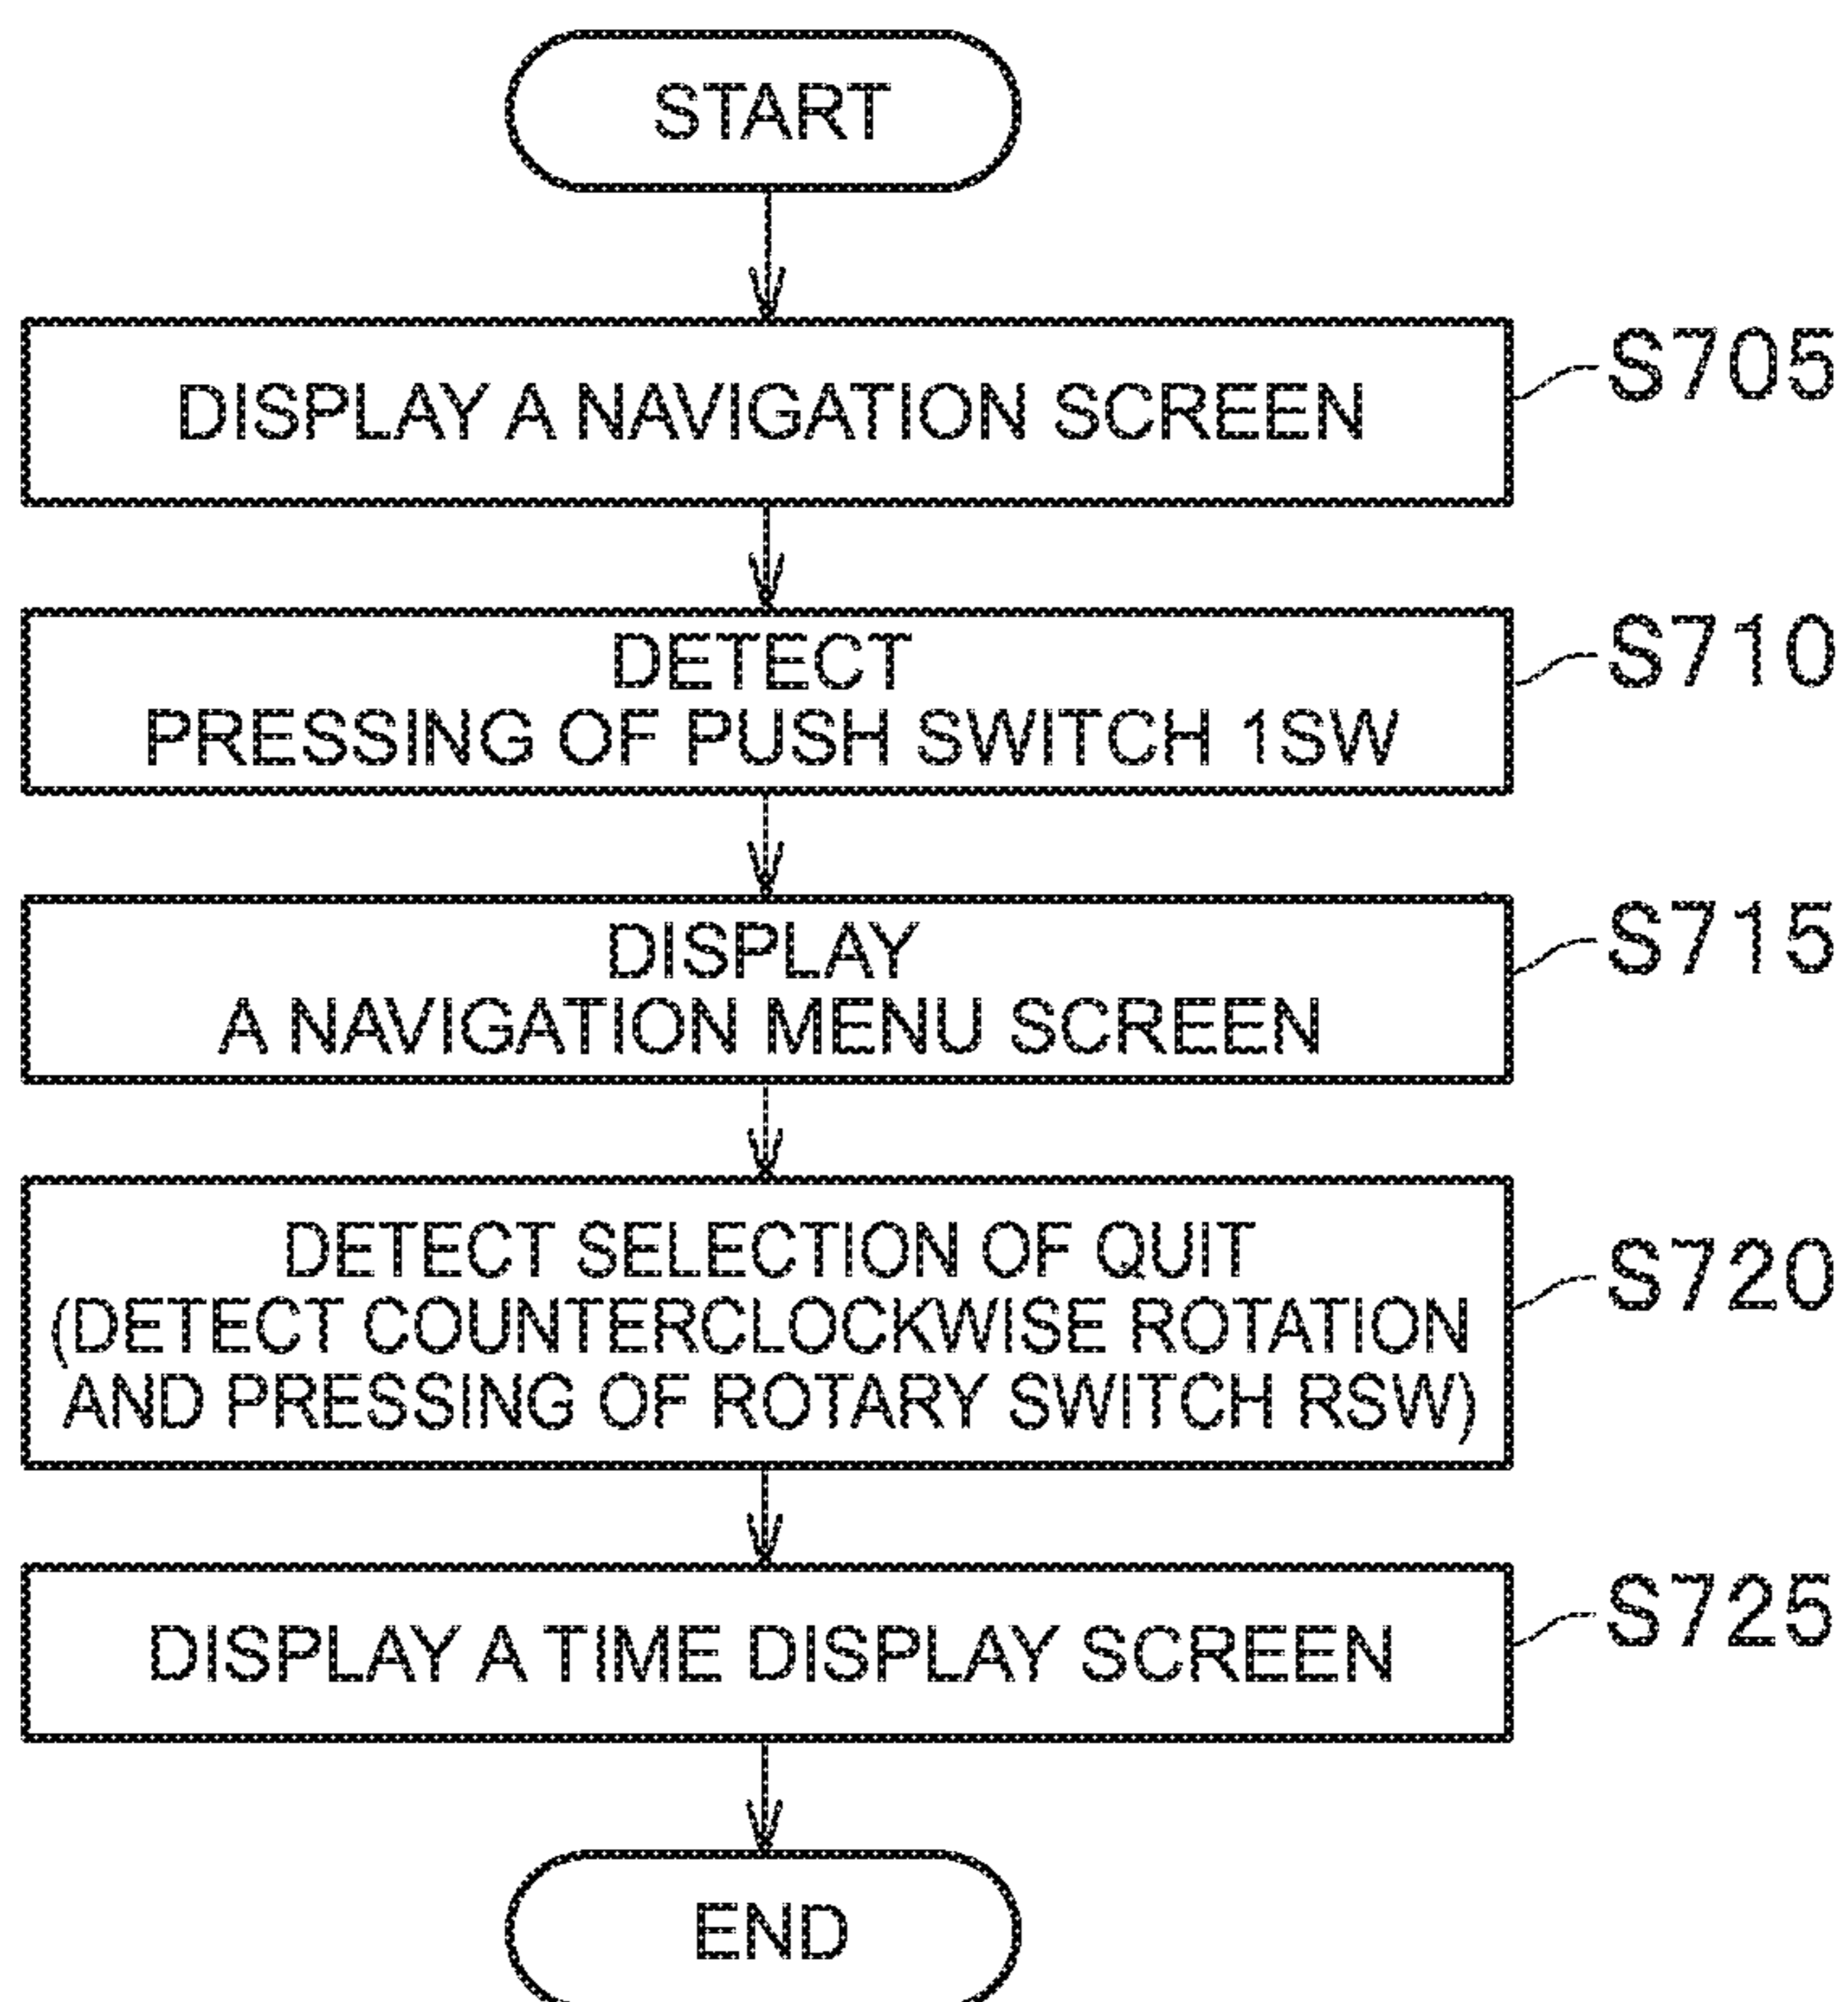 START
DISPLAY A NAVIGATION SCREEN
S705
DETECT
PRESSING OF PUSH SWITCH 1SW
S710
DISPLAY
A NAVIGATION MENU SCREEN
S715
DETECT SELECTION OF QUIT
(DETECT COUNTERCLOCKWISE ROTATION
AND PRESSING OF ROTARY SWITCH RSW)
S720
DISPLAY A TIME DISPLAY SCREEN
S725
END